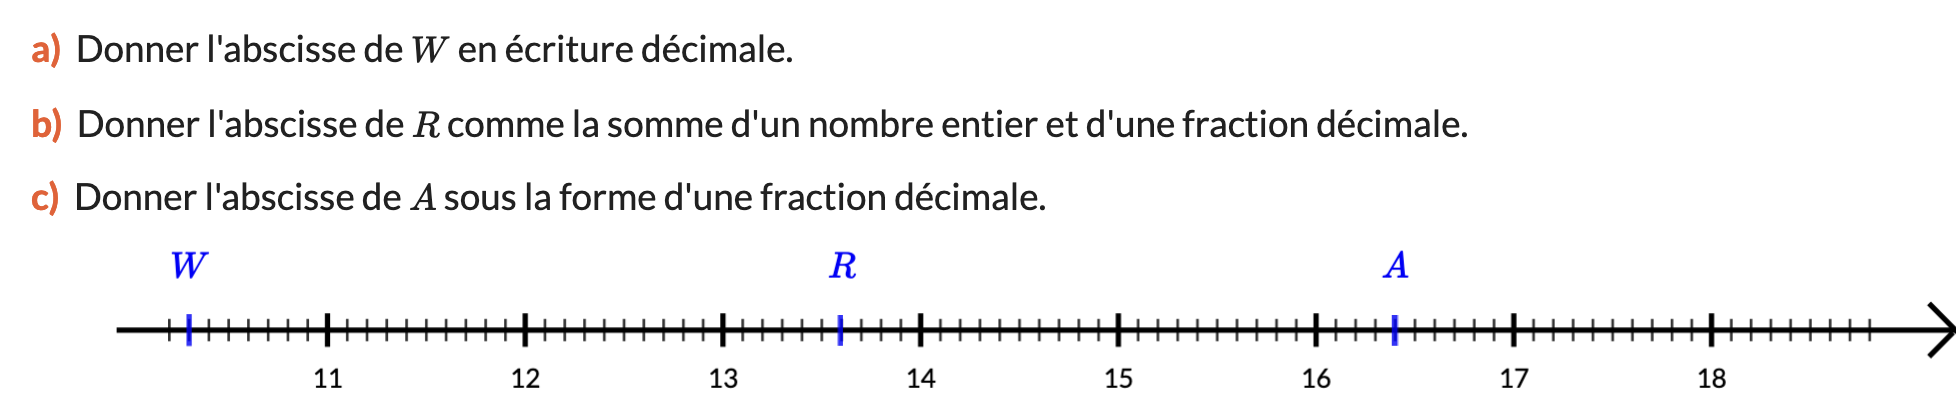 a) Donner l'abscisse de W en écriture décimale.
b) Donner l'abscisse de R comme la somme d'un nombre entier et d'une fraction décimale.
c) Donner l'abscisse de A sous la forme d'une fraction décimale.
W R A
11 12 13 14 15 16 17 18